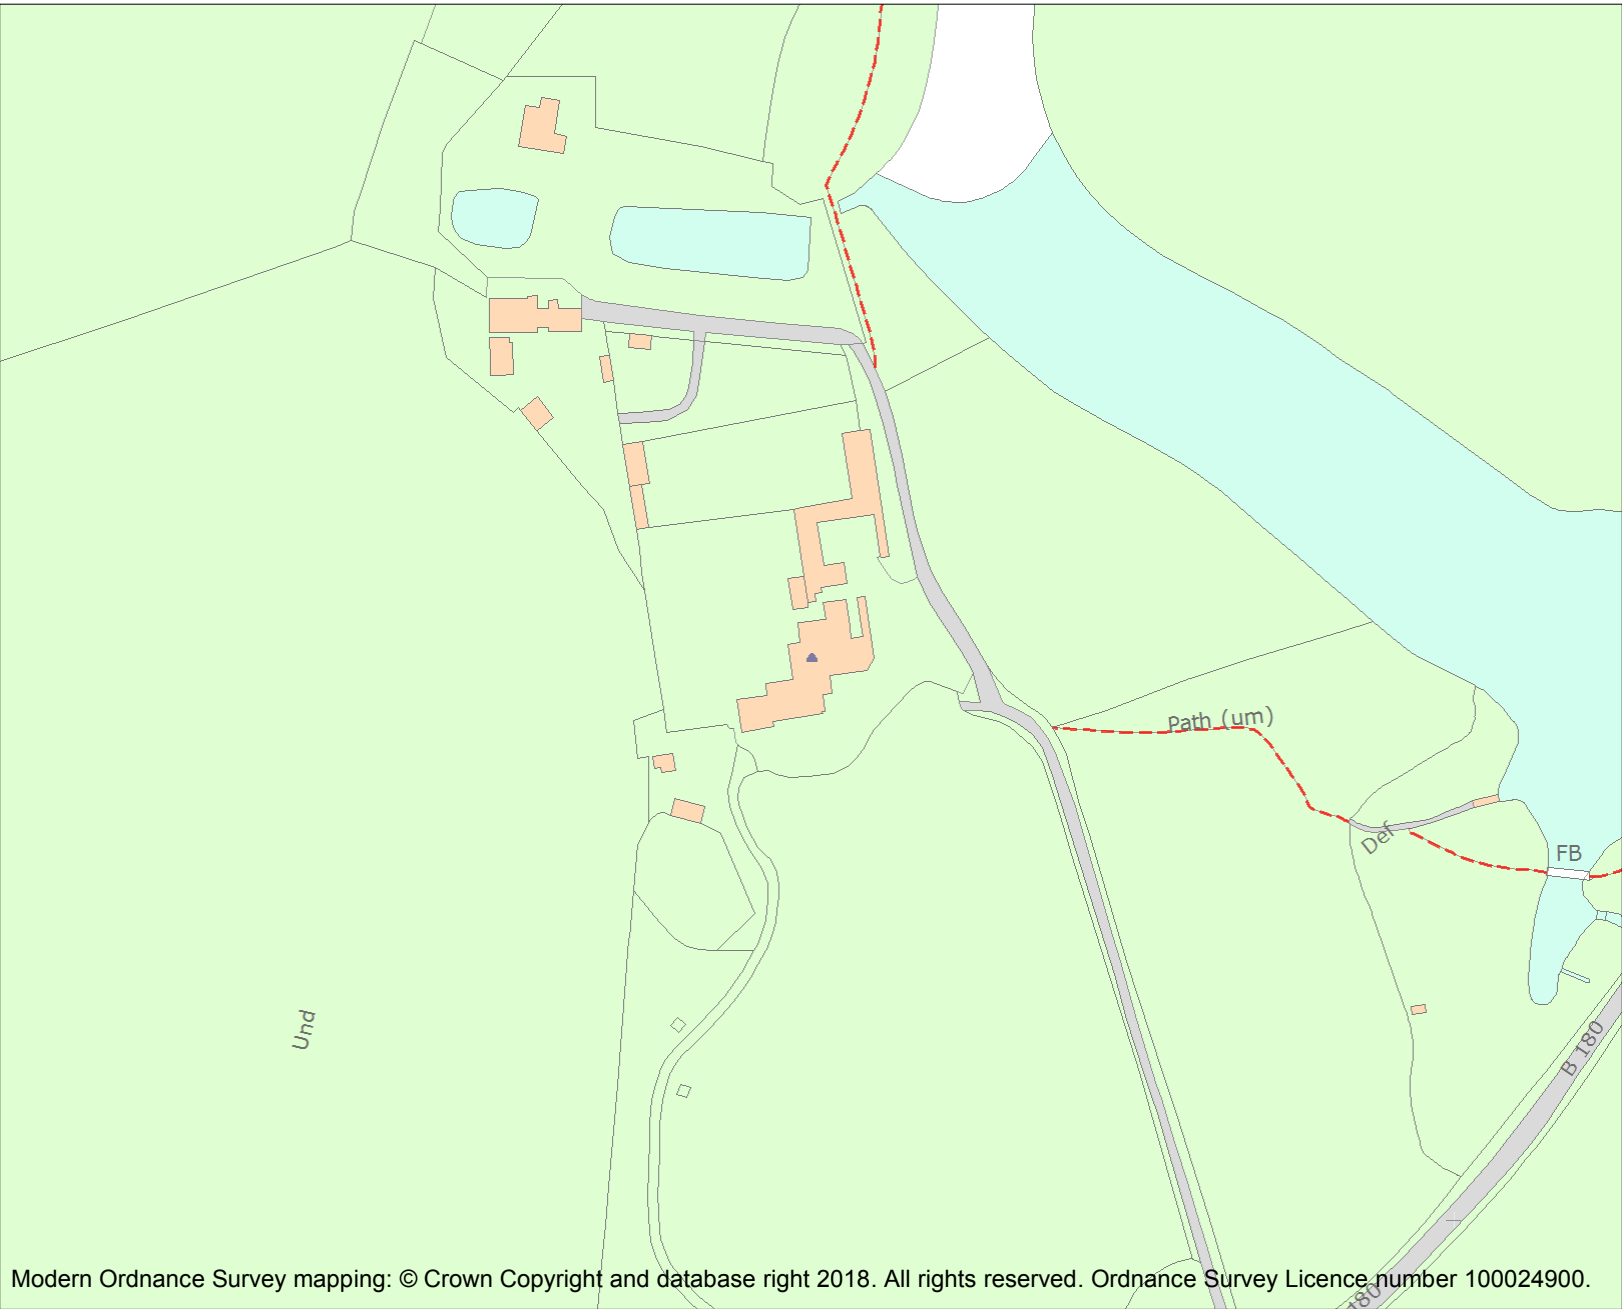 Path (um)
Def
FB
Und
B 180
180
Modern Ordnance Survey mapping: © Crown Copyright and database right 2018. All rights reserved. Ordnance Survey Licence number 100024900.